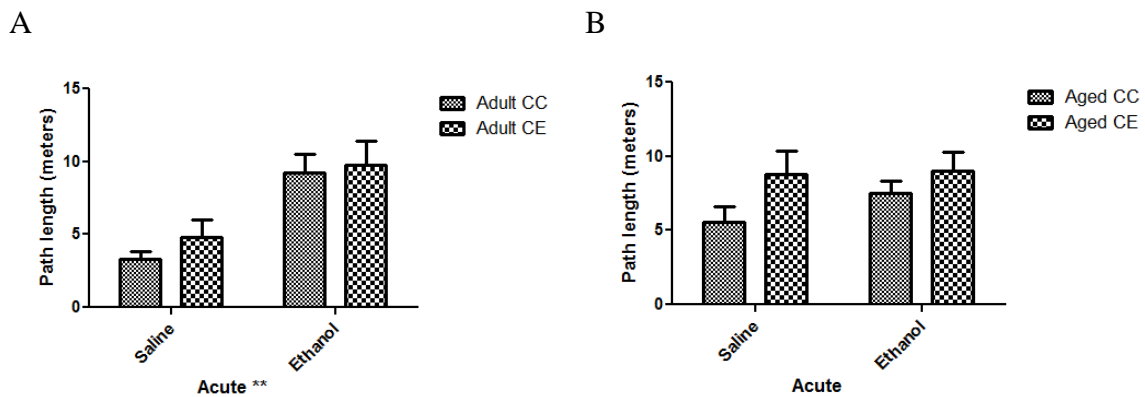 A
15
10
5
0
Path length (meters)
Saline
Ethanol
Acute **
Adult CC
Adult CE
B
15
10
5
0
Path length (meters)
Saline
Ethanol
Acute
Aged CC
Aged CE